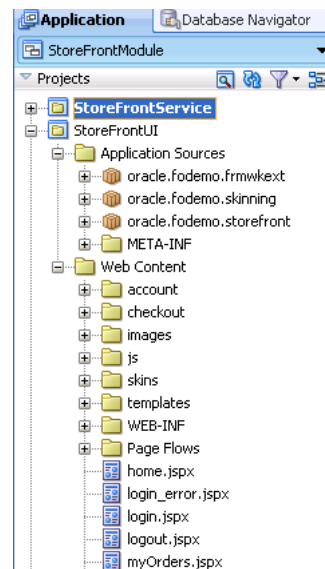 Application
Database Navigator
StoreFrontModule
Projects
StoreFrontService
StoreFrontUI
Application Sources
oracle.fodemo.frmwkext
oracle.fodemo.skinning
oracle.fodemo.storefront
META-INF
Web Content
account
checkout
images
js
skins
templates
WEB-INF
Page Flows
home.jspx
login_error.jspx
login.jspx
logout.jspx
myOrders.jspx